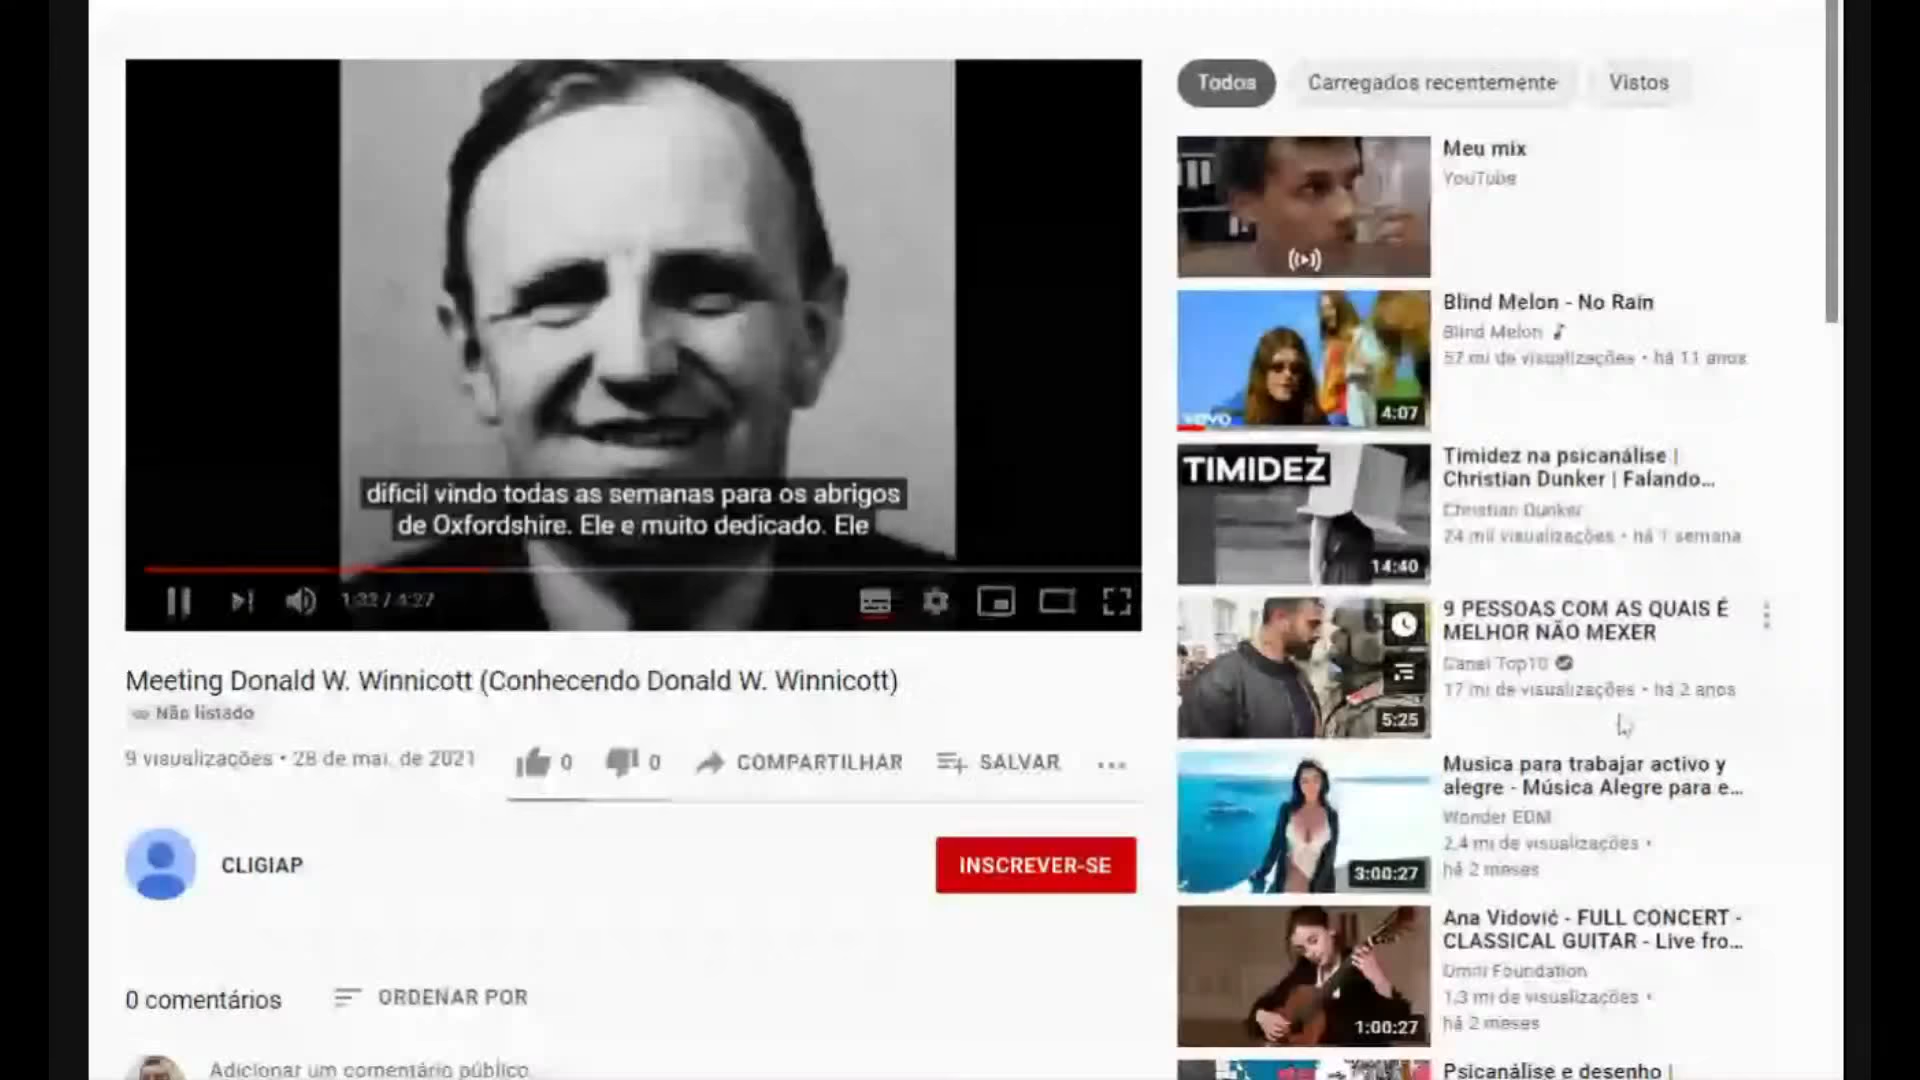 Todos
Carregados recentemente
Vistos
dificil vindo todas as semanas para os abrigos
de Oxfordshire. Ele e muito dedicado. Ele
1:32 / 4:27
Meeting Donald W. Winnicott (Conhecendo Donald W. Winnicott)
Não listado
9 visualizações • 28 de mai. de 2021
0
0
COMPARTILHAR
SALVAR
CLIGIAP
INSCREVER-SE
0 comentários
ORDENAR POR
Adicionar um comentário público...
Meu mix
YouTube
vevo
4:07
Blind Melon - No Rain
Blind Melon
57 mi de visualizações • há 11 anos
TIMIDEZ
14:40
Timidez na psicanálise |
Christian Dunker | Falando...
Christian Dunker
24 mil visualizações • há 1 semana
5:25
9 PESSOAS COM AS QUAIS É
MELHOR NÃO MEXER
Canal Top10
17 mi de visualizações • há 2 anos
3:00:27
Musica para trabajar activo y
alegre - Música Alegre para e...
Wonder EDM
2,4 mi de visualizações •
há 2 meses
1:00:27
Ana Vidović - FULL CONCERT -
CLASSICAL GUITAR - Live fro...
Omni Foundation
1,3 mi de visualizações •
há 2 meses
Psicanálise e desenho |